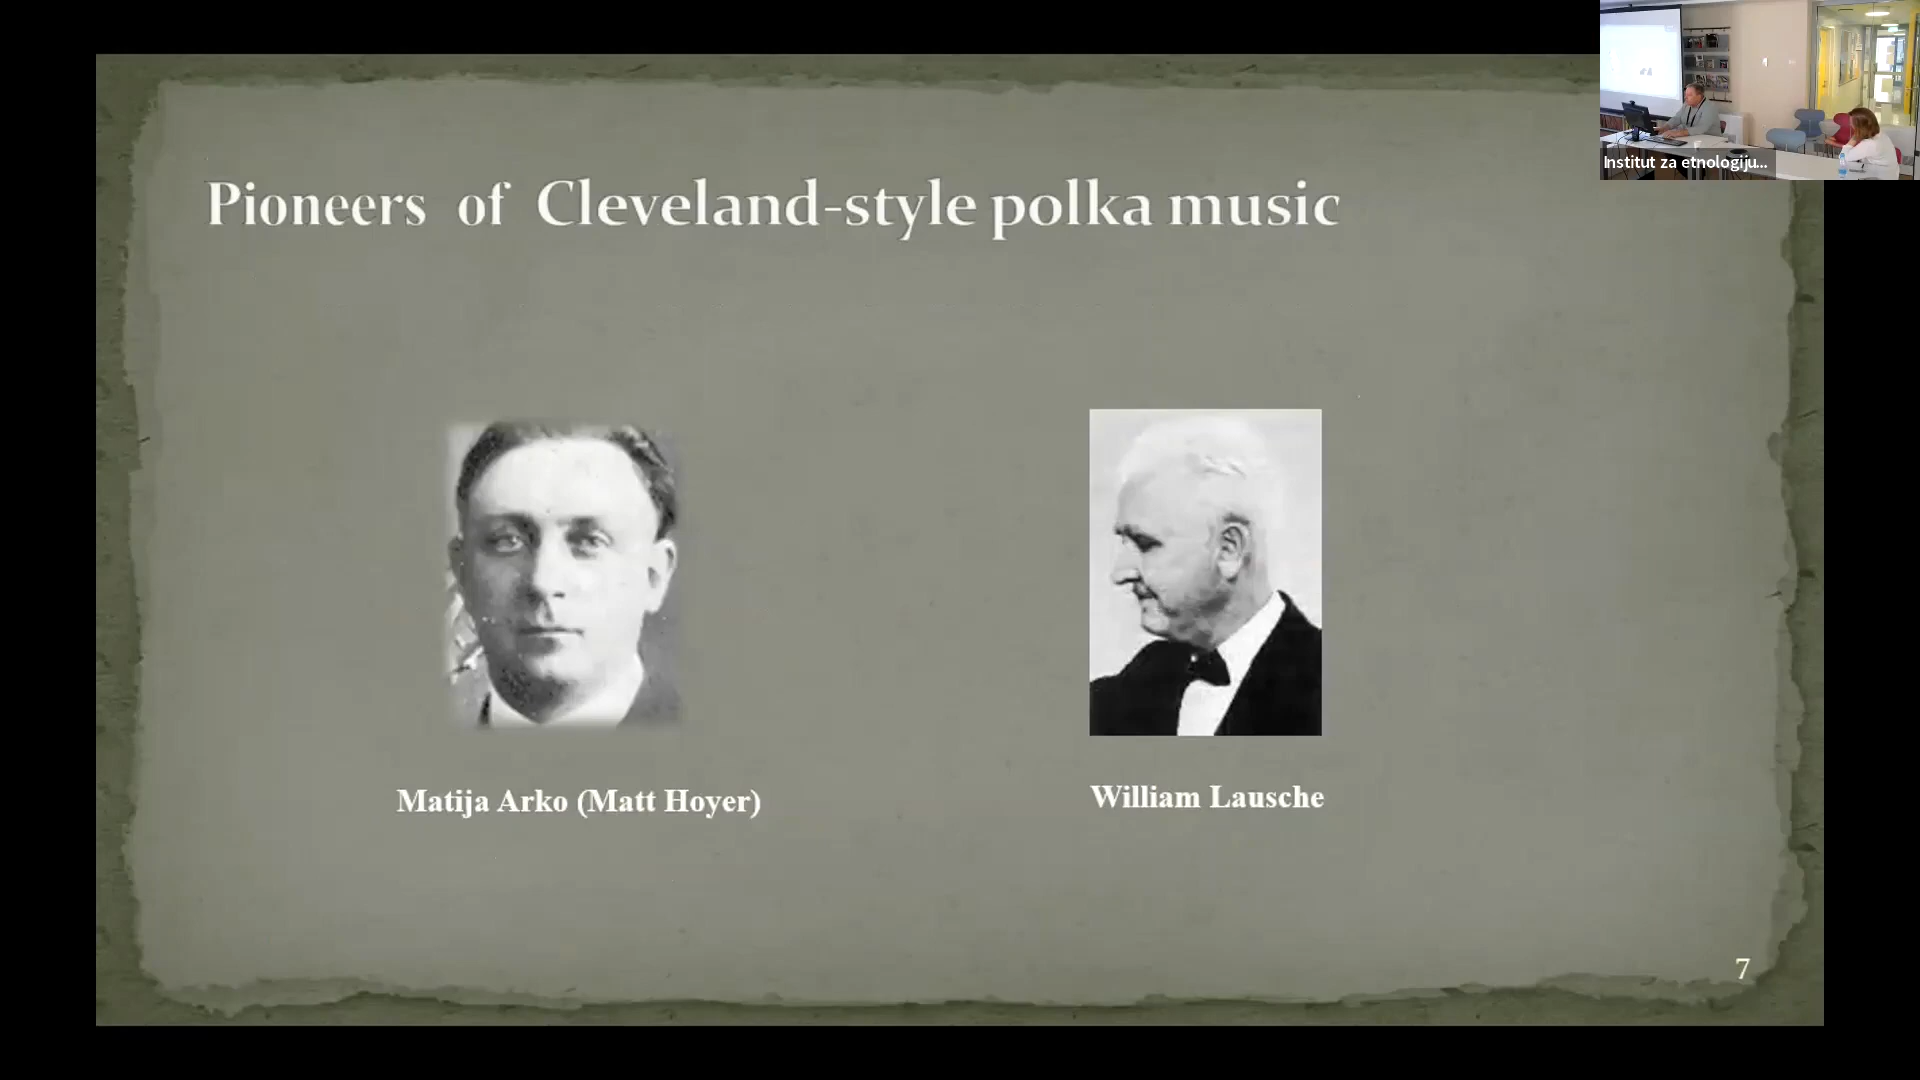 Pioneers of Cleveland-style polka music
Institut za etnologiju...
Matija Arko (Matt Hoyer)
William Lausche
7